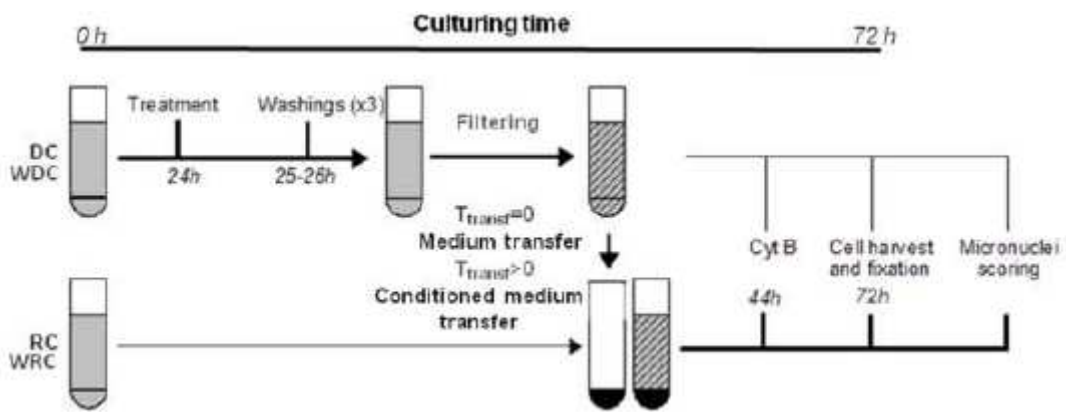 Culturing time
0 h
72 h
Treatment
Washings (x3)
Filtering
DC
WDC
24h
25-26h
Ttransf=0
Medium transfer
Ttransf>0
Conditioned medium
transfer
Cyt B
Cell harvest
and fixation
Micronuclei
scoring
44h
72h
RC
WRC